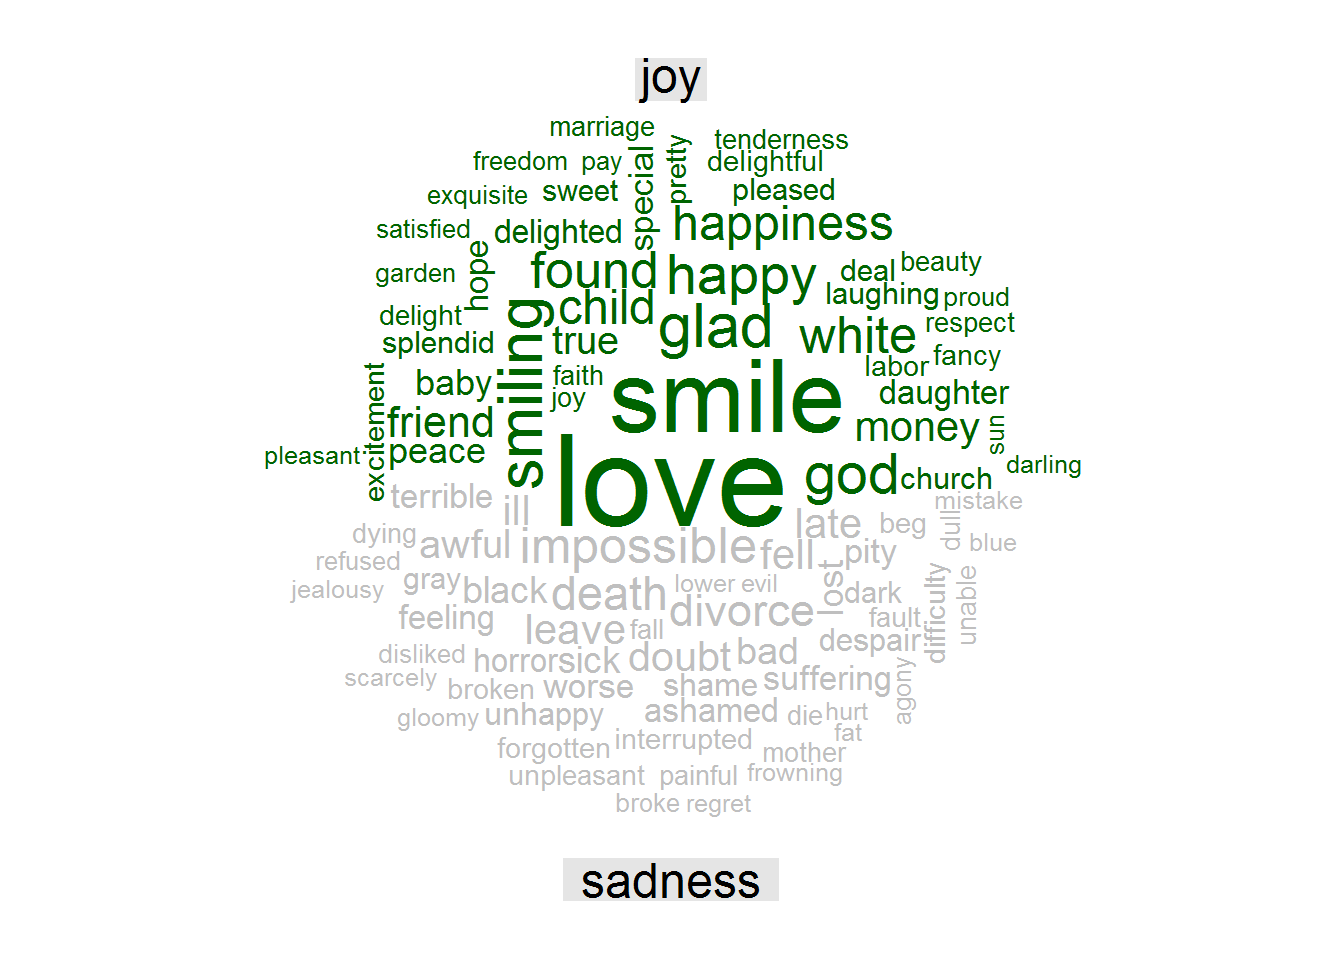 joy
marriage
tenderness
freedom pay special pretty delightful
exquisite sweet pleased
satisfied delighted happiness
garden hope found happy deal beauty
delight child laughing proud
splendid smiling true glad white respect
excitement baby faith smile labor fancy
joy daughter
friend money sun
pleasant peace love god church darling
terrible ill late beg dull mistake
dying awful impossible fell pity blue
refused
jealousy gray black death lower evil lost dark difficulty unable
feeling leave fall divorce fault
disliked horror sick doubt bad despair
scarcely broken worse shame suffering agony
gloomy unhappy ashamed die hurt
forgotten interrupted mother fat
unpleasant painful frowning
broke regret
sadness